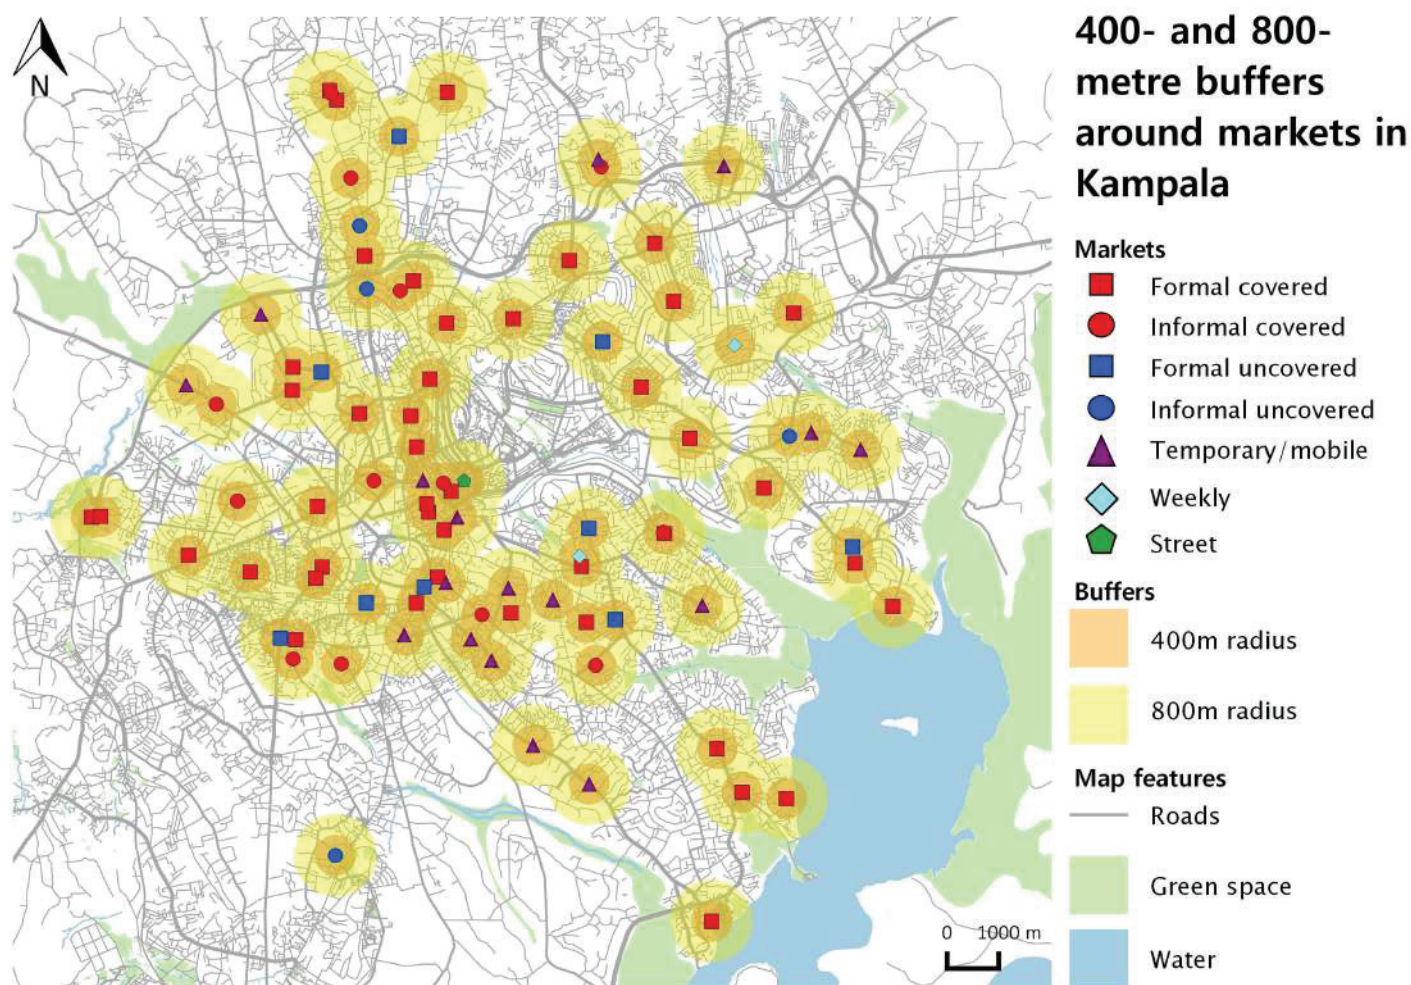 400- and 800-
metre buffers
around markets in
Kampala
N
Markets
Formal covered
Informal covered
Formal uncovered
Informal uncovered
Temporary/mobile
Weekly
Street
Buffers
400m radius
800m radius
Map features
Roads
Green space
Water
0 1000 m